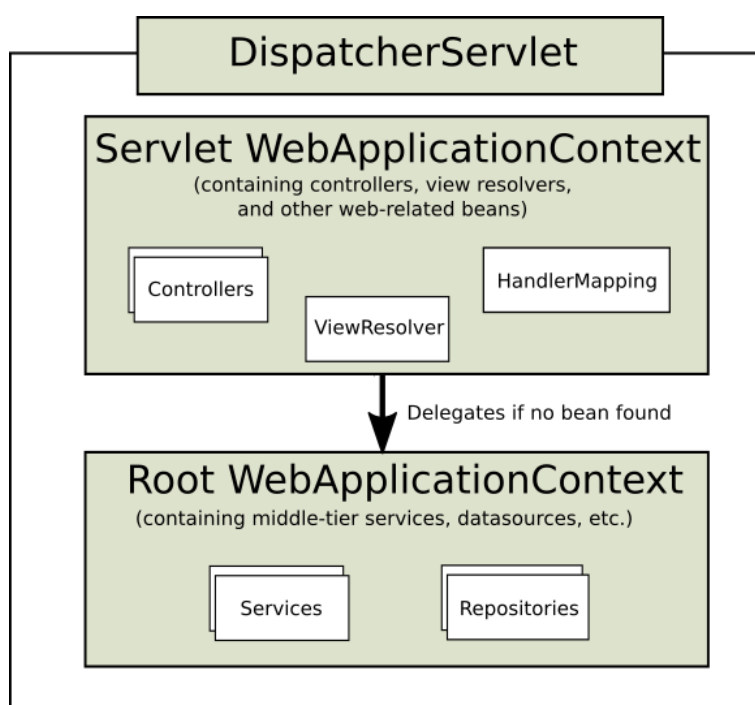 DispatcherServlet
Servlet WebApplicationContext
(containing controllers, view resolvers,
and other web-related beans)
Controllers
HandlerMapping
ViewResolver
Delegates if no bean found
Root WebApplicationContext
(containing middle-tier services, datasources, etc.)
Services
Repositories